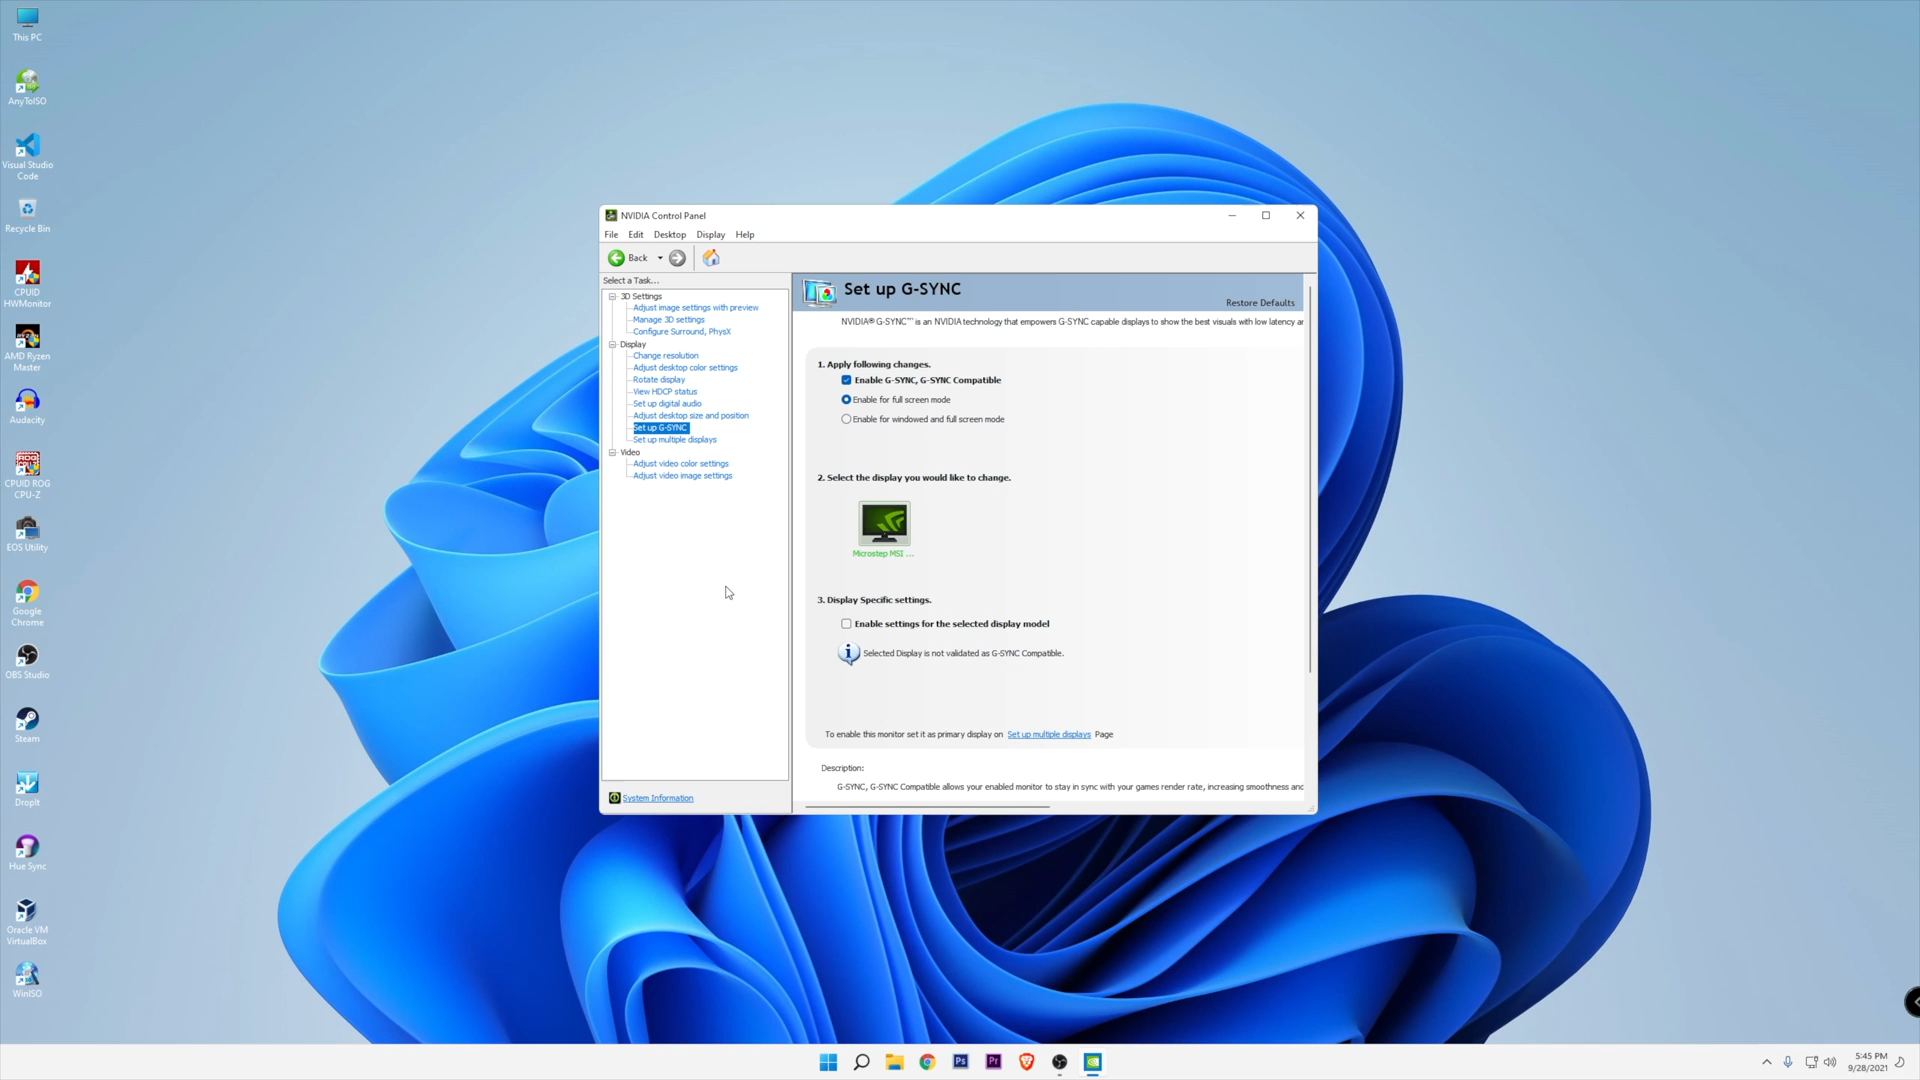 This PC
AnyToISO
Visual Studio
Code
Recycle Bin
CPUID
HWMonitor
AMD Ryzen
Master
Audacity
CPUID ROG
CPU-Z
EOS Utility
Google
Chrome
OBS Studio
Steam
DropIt
Hue Sync
Oracle VM
VirtualBox
WinISO
NVIDIA Control Panel
File Edit Desktop Display Help
Back
Select a Task...
3D Settings
Adjust image settings with preview
Manage 3D settings
Configure Surround, PhysX
Display
Change resolution
Adjust desktop color settings
Rotate display
View HDCP status
Set up digital audio
Adjust desktop size and position
Set up G-SYNC
Set up multiple displays
Video
Adjust video color settings
Adjust video image settings
System Information
Set up G-SYNC
Restore Defaults
NVIDIA® G-SYNC™ is an NVIDIA technology that empowers G-SYNC capable displays to show the best visuals with low latency ar
1. Apply following changes.
Enable G-SYNC, G-SYNC Compatible
Enable for full screen mode
Enable for windowed and full screen mode
2. Select the display you would like to change.
Microstep MSI ...
3. Display Specific settings.
Enable settings for the selected display model
Selected Display is not validated as G-SYNC Compatible.
To enable this monitor set it as primary display on Set up multiple displays Page
Description:
G-SYNC, G-SYNC Compatible allows your enabled monitor to stay in sync with your games render rate, increasing smoothness and
Ps
Pr
5:45 PM
9/28/2021